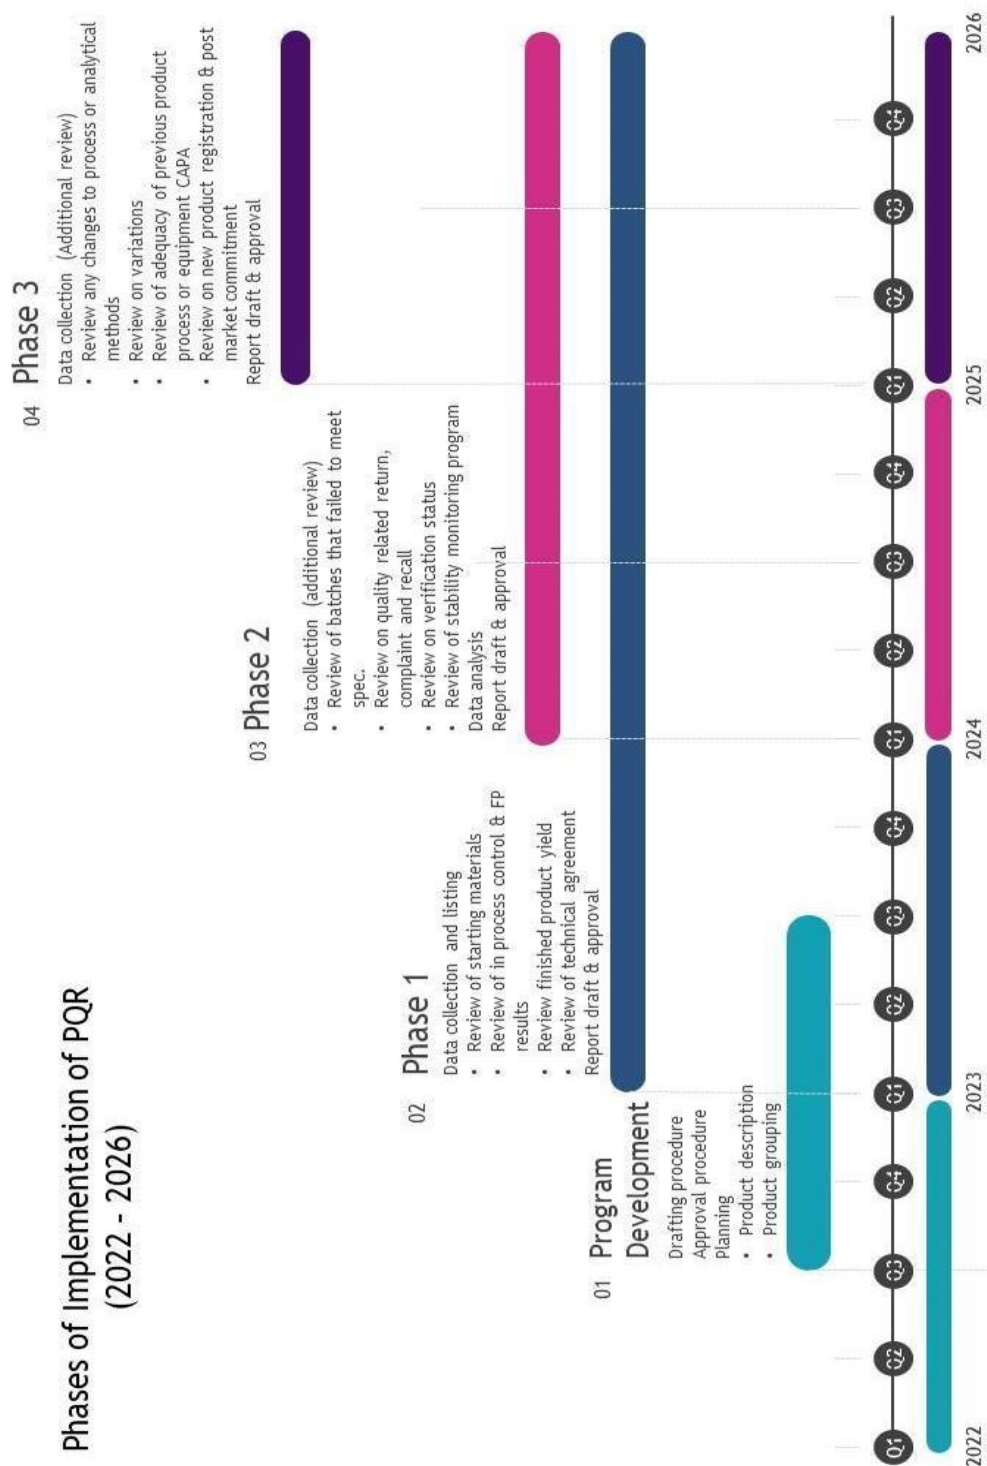 Phases of Implementation of PQR
(2022 - 2026)
01 Program
Development
Drafting procedure
Approval procedure
Planning
• Product description
• Product grouping
02 Phase 1
Data collection and listing
• Review of starting materials
• Review of in process control & FP
results
• Review finished product yield
• Review of technical agreement
Report draft & approval
03 Phase 2
Data collection (additional review)
• Review of batches that failed to meet
spec.
• Review on quality related return,
complaint and recall
• Review on verification status
• Review of stability monitoring program
Data analysis
Report draft & approval
04 Phase 3
Data collection (Additional review)
• Review any changes to process or analytical
methods
• Review on variations
• Review of adequacy of previous product
process or equipment CAPA
• Review on new product registration & post
market commitment
Report draft & approval
Q1 Q2 Q3 Q4 Q1 Q2 Q3 Q4 Q1 Q2 Q3 Q4 Q1 Q2 Q3 Q4
2022 2023 2024 2025 2026